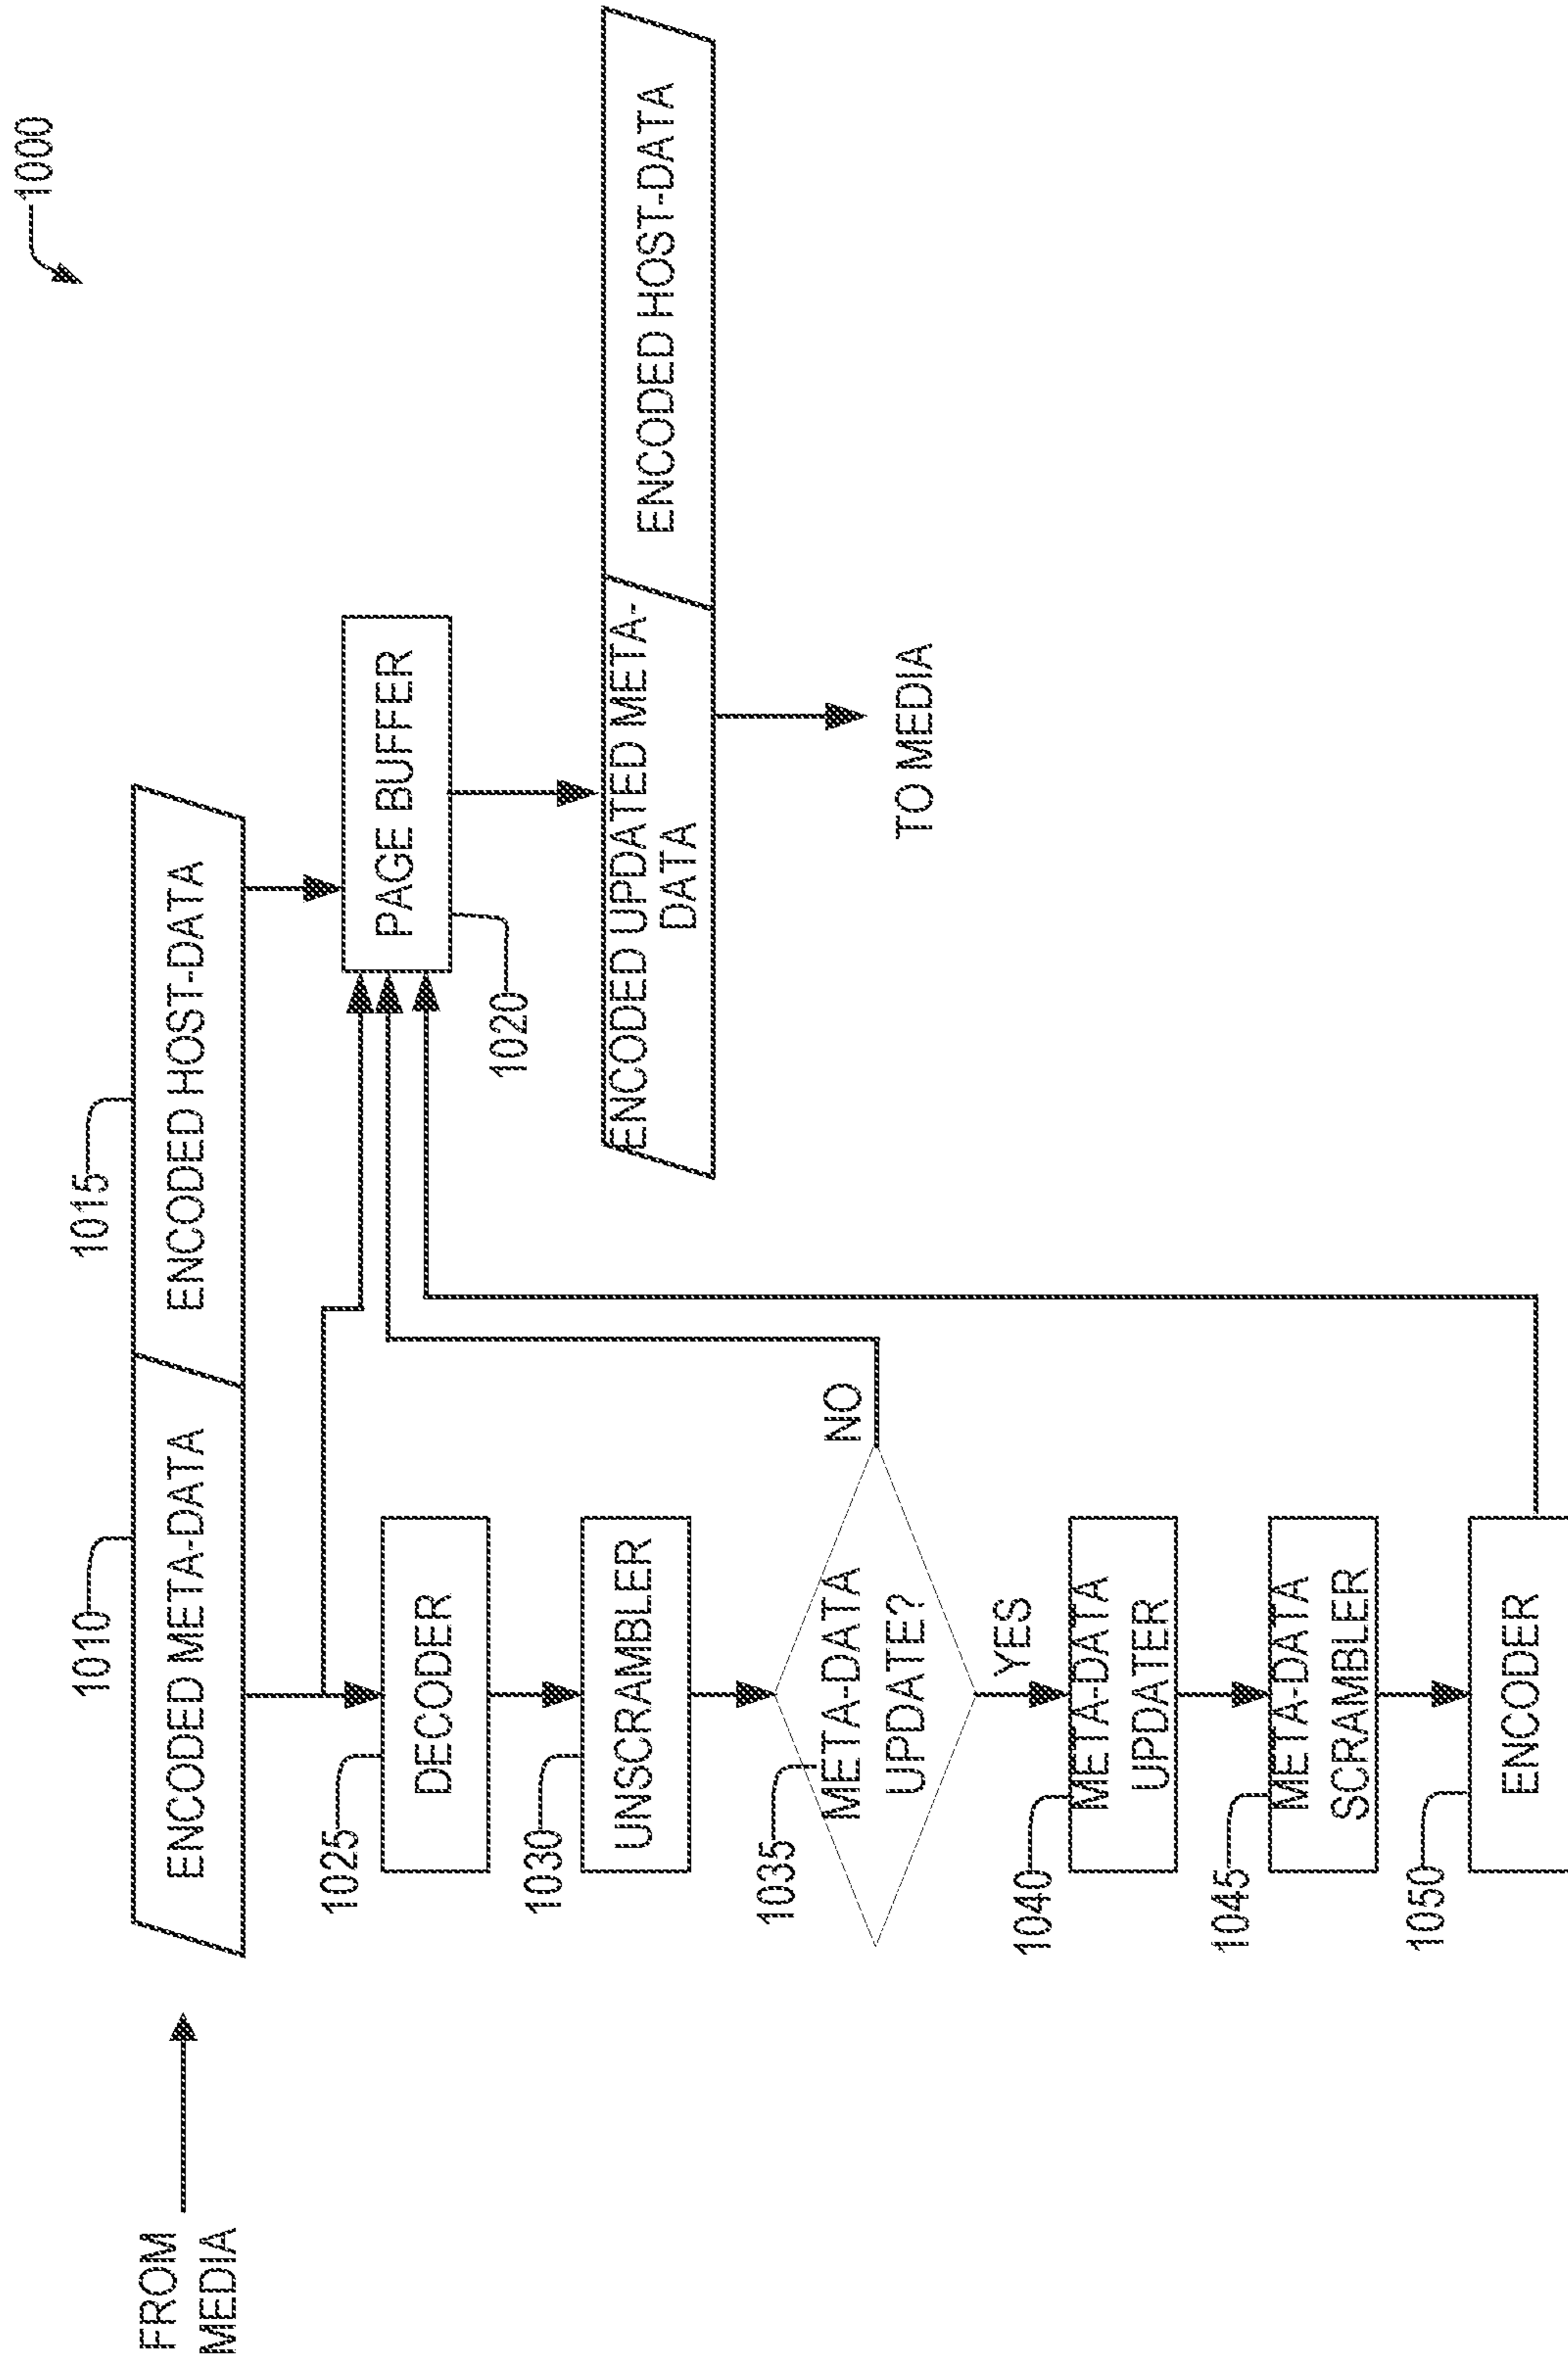 1000
FROM
MEDIA
1010
ENCODED META-DATA
1015
ENCODED HOST-DATA
1025
DECODER
PAGE BUFFER
1020
1030
UNSCRAMBLER
ENCODED UPDATED META-
DATA
ENCODED HOST-DATA
1035
META-DATA
UPDATE?
NO
TO MEDIA
YES
1040
META-DATA
UPDATER
1045
META-DATA
SCRAMBLER
1050
ENCODER